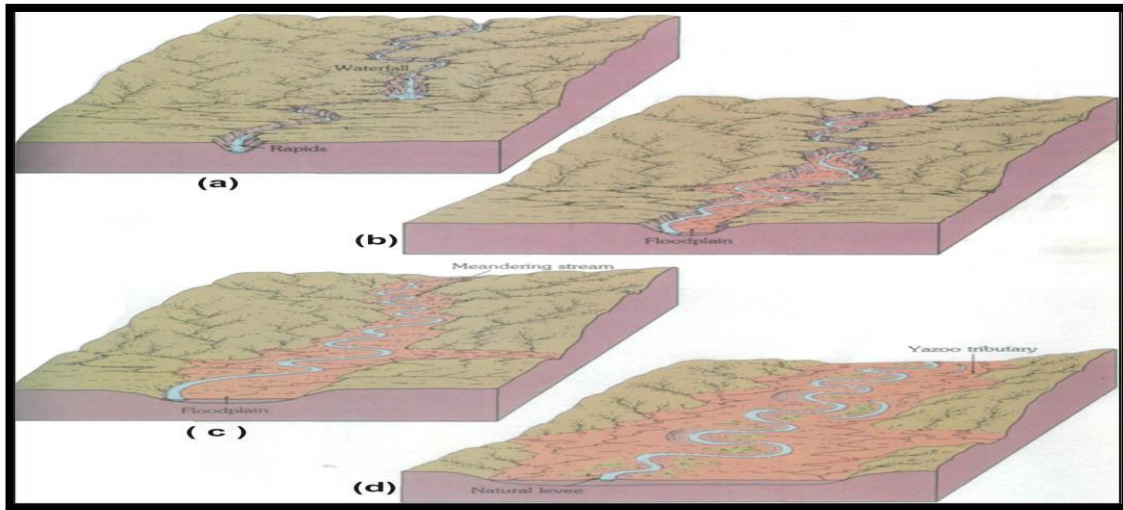 Waterfall
Rapids
(a)
Floodplain
(b)
Meandering stream
Floodplain
( c )
Yazoo tributary
Natural levee
(d)